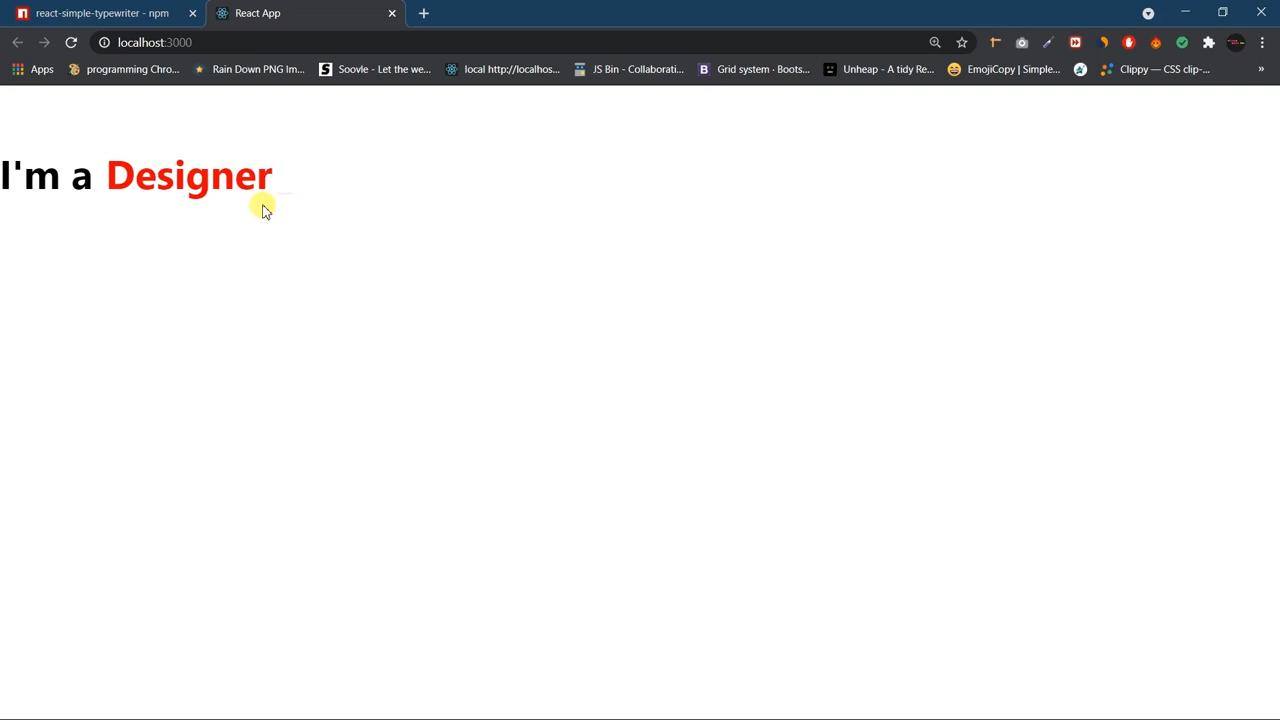 react-simple-typewriter - npm
React App
localhost:3000
Apps
programming Chro...
Rain Down PNG Im...
Soovle - Let the we...
local http://localhos...
JS Bin - Collaborati...
Grid system · Boots...
Unheap - A tidy Re...
EmojiCopy | Simple...
Clippy — CSS clip-...
»
I'm a Designer_